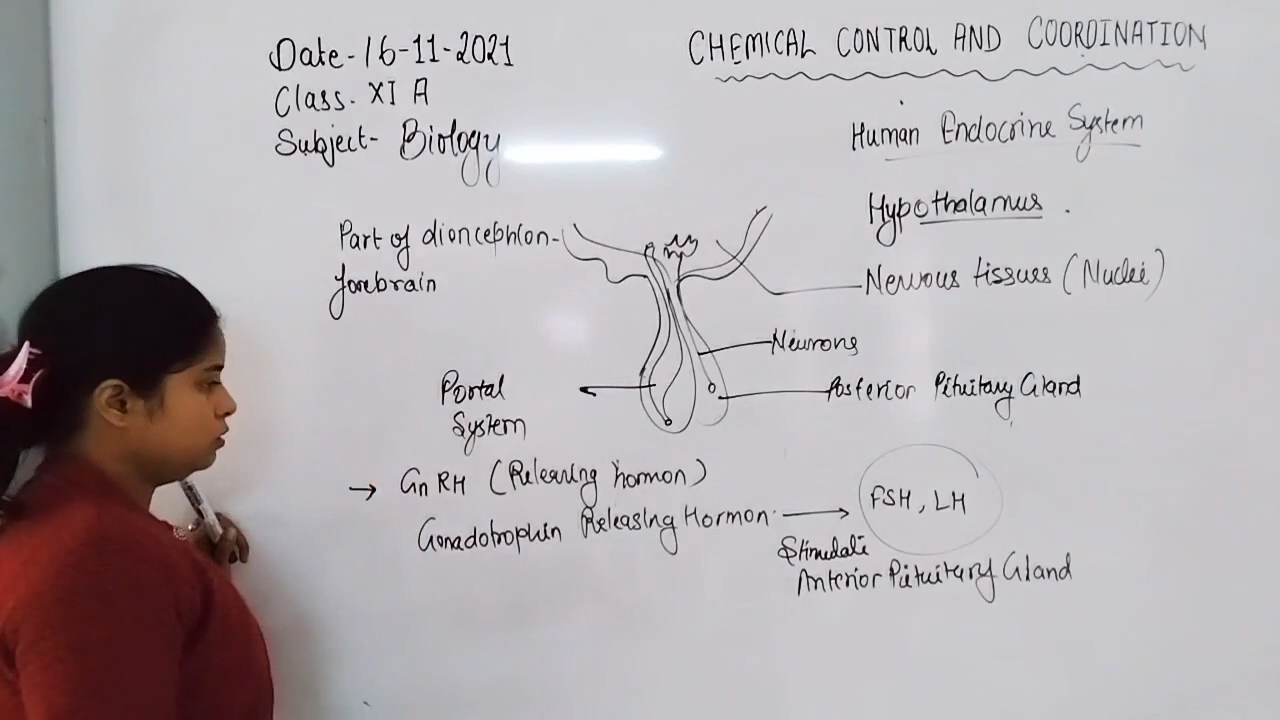 Date-16-11-2021
Class. XI A
Subject- Biology
CHEMICAL CONTROL AND COORDINATION
Human Endocrine System
Hypothalamus.
Part of dioncephlon-
forebrain
Nervous tissues (Nuclei)
Neurons
Portal
System
Posterior Pituitary Gland
→ GnRH (Releasing hormon)
Gonadotrophin Releasing Hormon. → FSH, LH
Stimulate
Anterior Pituitary Gland